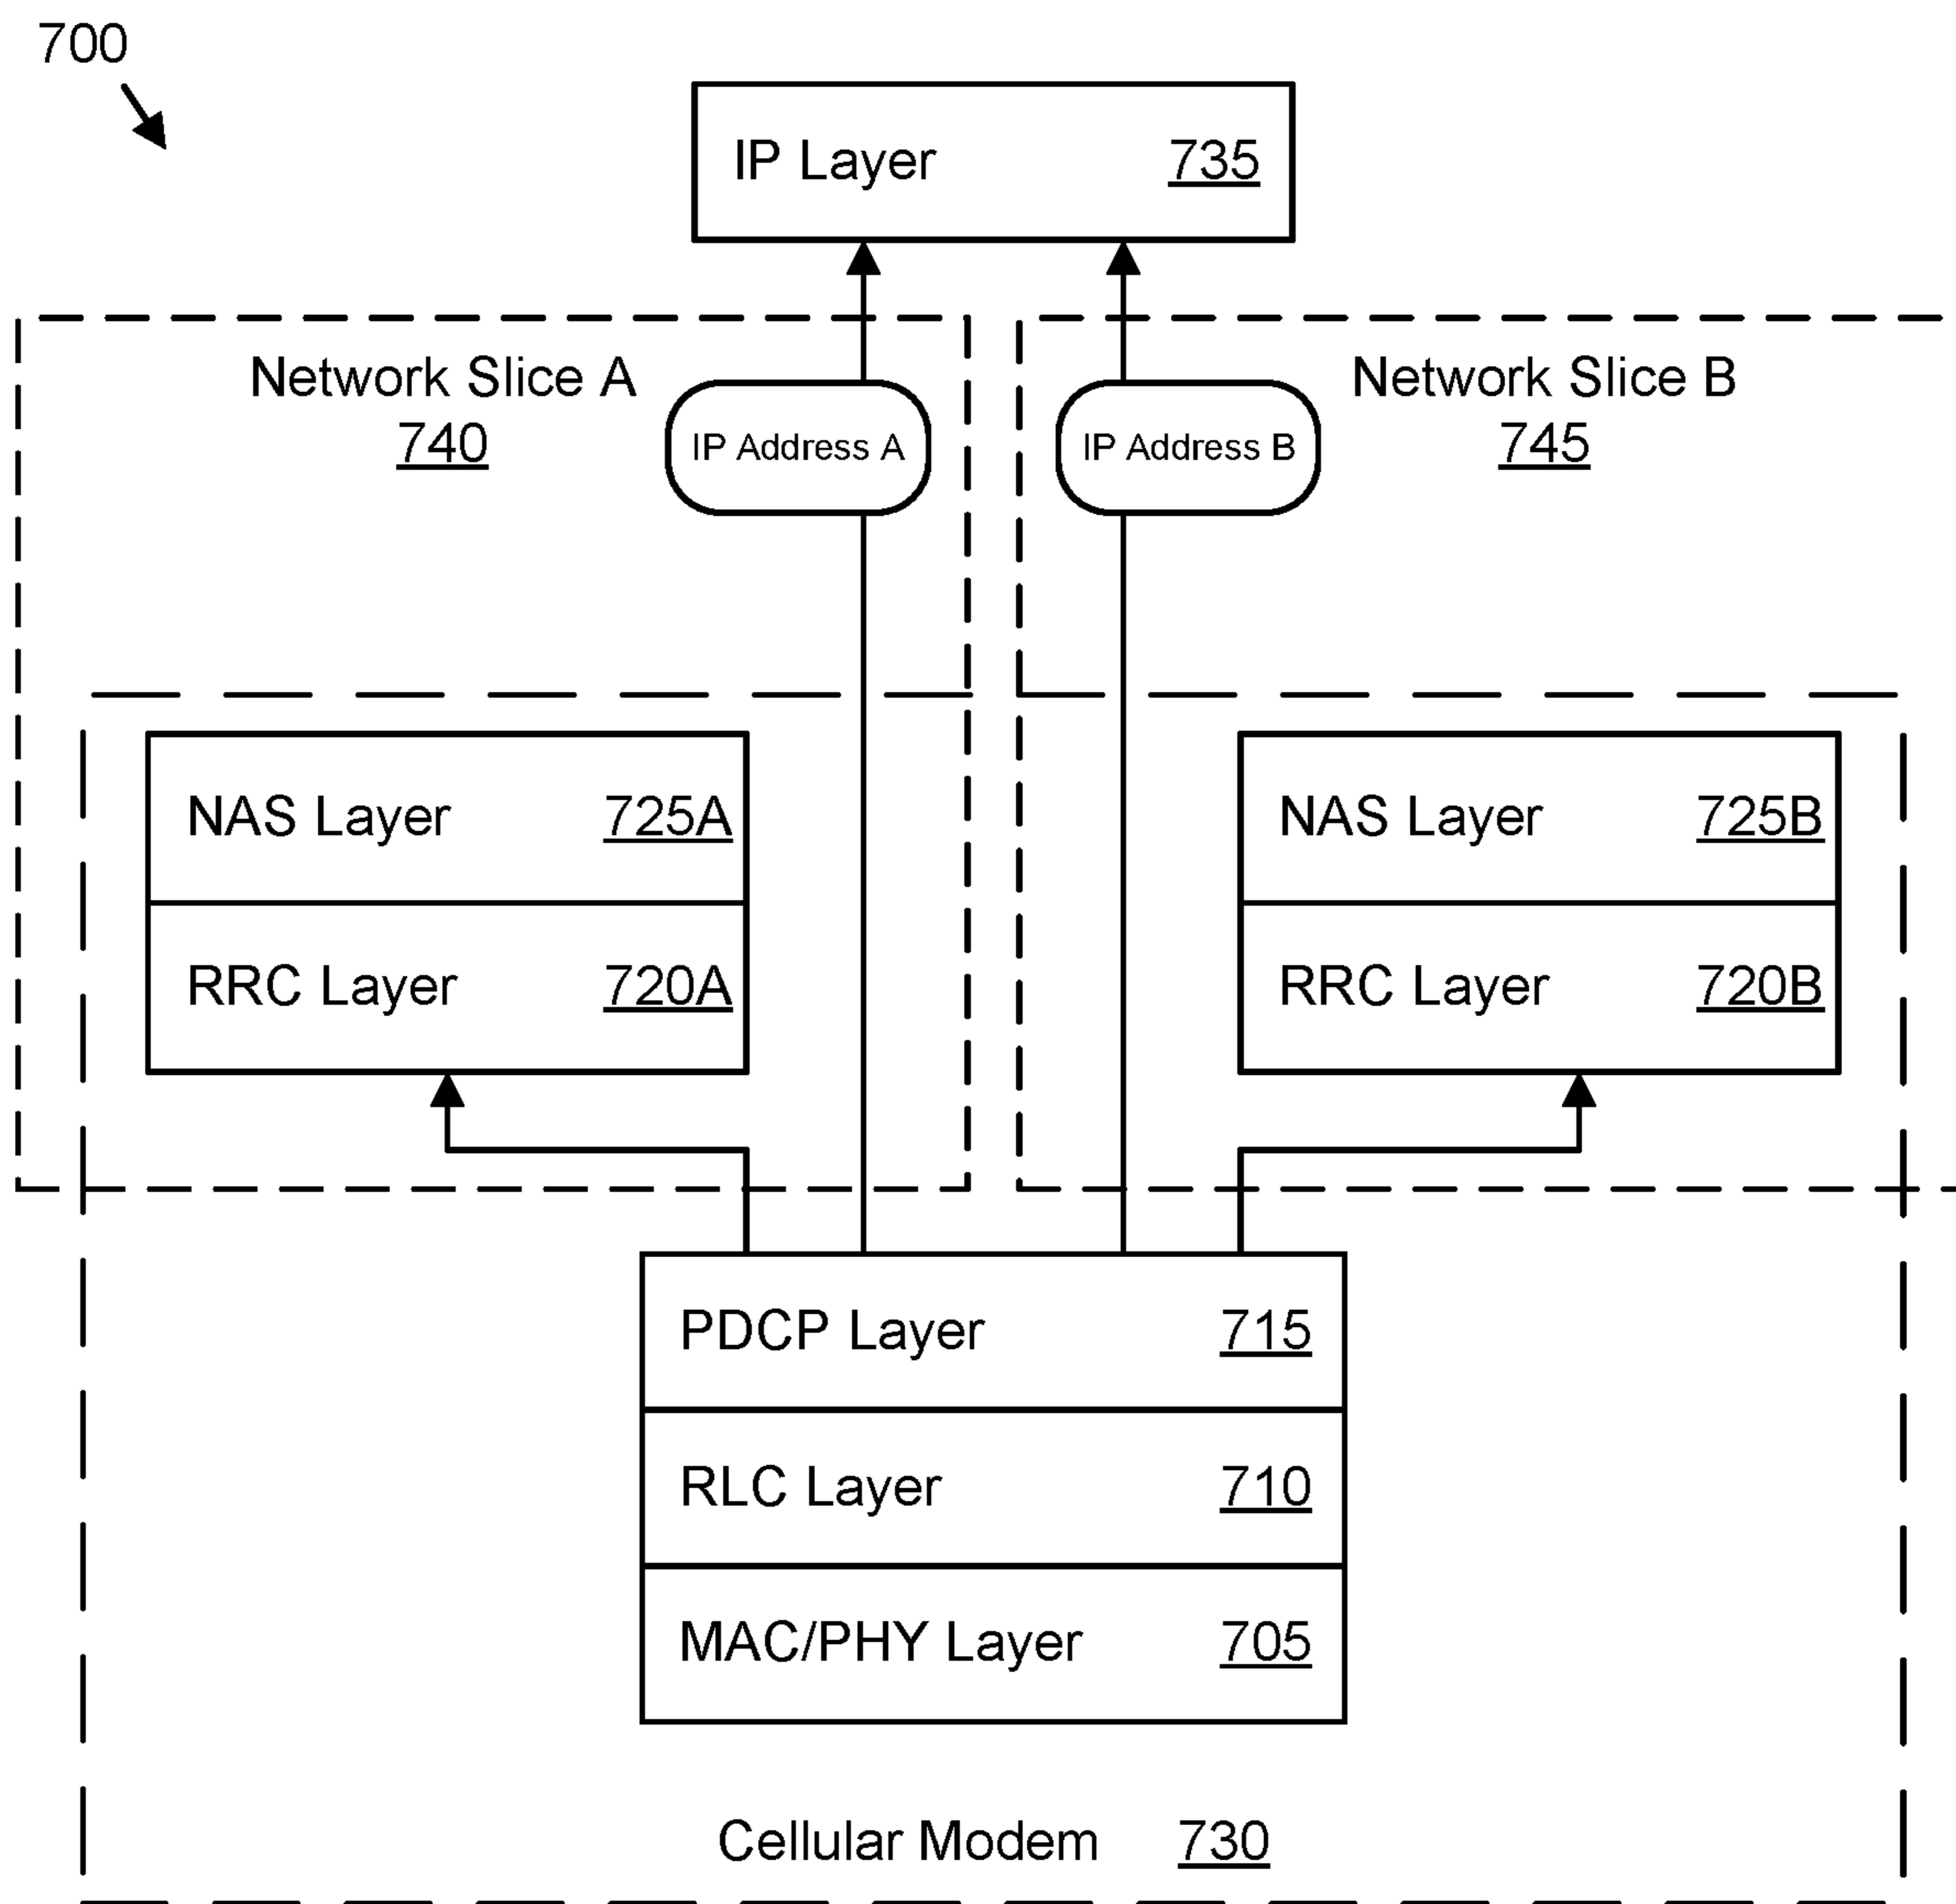 700
IP Layer 735
Network Slice A
740
IP Address A
IP Address B
Network Slice B
745
NAS Layer 725A
RRC Layer 720A
NAS Layer 725B
RRC Layer 720B
PDCP Layer 715
RLC Layer 710
MAC/PHY Layer 705
Cellular Modem 730